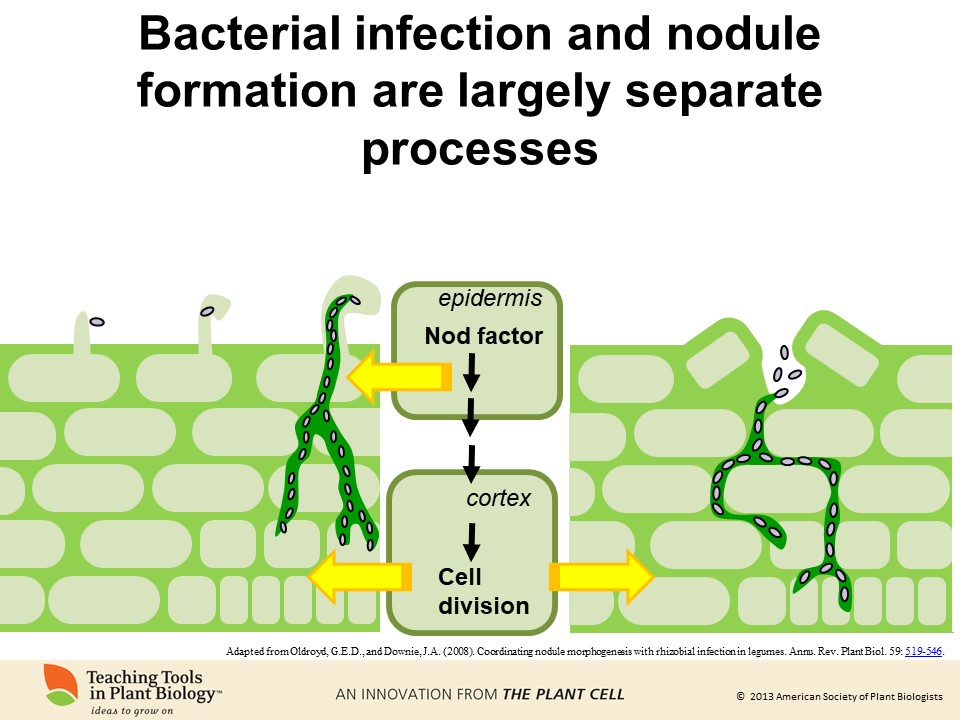 Bacterial infection and nodule
formation are largely separate
processes
epidermis
Nod factor
cortex
Cell
division
Adapted from Oldroyd, G.E.D., and Downie, J.A. (2008). Coordinating nodule morphogenesis with rhizobial infection in legumes. Annu. Rev. Plant Biol. 59: 519-546.
Teaching Tools
in Plant Biology™
ideas to grow on
AN INNOVATION FROM THE PLANT CELL
© 2013 American Society of Plant Biologists